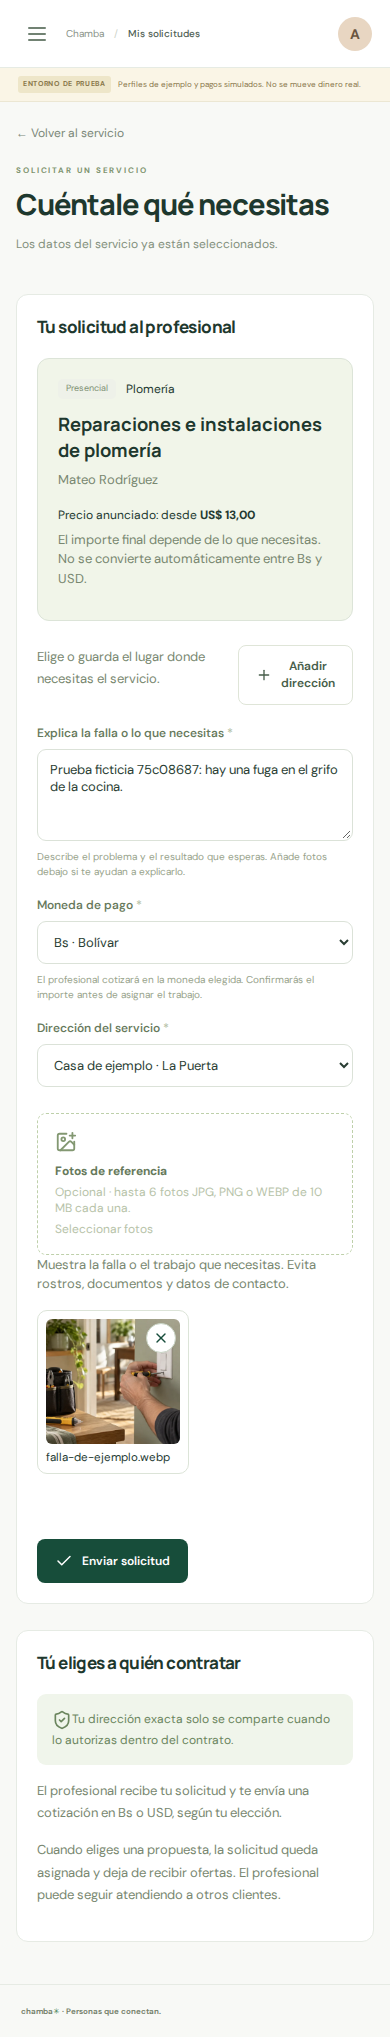 Chamba / Mis solicitudes
A
ENTORNO DE PRUEBA Perfiles de ejemplo y pagos simulados. No se mueve dinero real.
← Volver al servicio
SOLICITAR UN SERVICIO
Cuéntale qué necesitas
Los datos del servicio ya están seleccionados.
Tu solicitud al profesional
Presencial Plomería
Reparaciones e instalaciones
de plomería
Mateo Rodríguez
Precio anunciado: desde US$ 13,00
El importe final depende de lo que necesitas.
No se convierte automáticamente entre Bs y
USD.
Elige o guarda el lugar donde
necesitas el servicio.
Añadir
dirección
Explica la falla o lo que necesitas *
Prueba ficticia 75c08687: hay una fuga en el grifo
de la cocina.
Describe el problema y el resultado que esperas. Añade fotos
debajo si te ayudan a explicarlo.
Moneda de pago *
Bs · Bolívar
El profesional cotizará en la moneda elegida. Confirmarás el
importe antes de asignar el trabajo.
Dirección del servicio *
Casa de ejemplo · La Puerta
Fotos de referencia
Opcional · hasta 6 fotos JPG, PNG o WEBP de 10
MB cada una.
Seleccionar fotos
Muestra la falla o el trabajo que necesitas. Evita
rostros, documentos y datos de contacto.
falla-de-ejemplo.webp
Enviar solicitud
Tú eliges a quién contratar
Tu dirección exacta solo se comparte cuando
lo autorizas dentro del contrato.
El profesional recibe tu solicitud y te envía una
cotización en Bs o USD, según tu elección.
Cuando eliges una propuesta, la solicitud queda
asignada y deja de recibir ofertas. El profesional
puede seguir atendiendo a otros clientes.
chamba☀ · Personas que conectan.